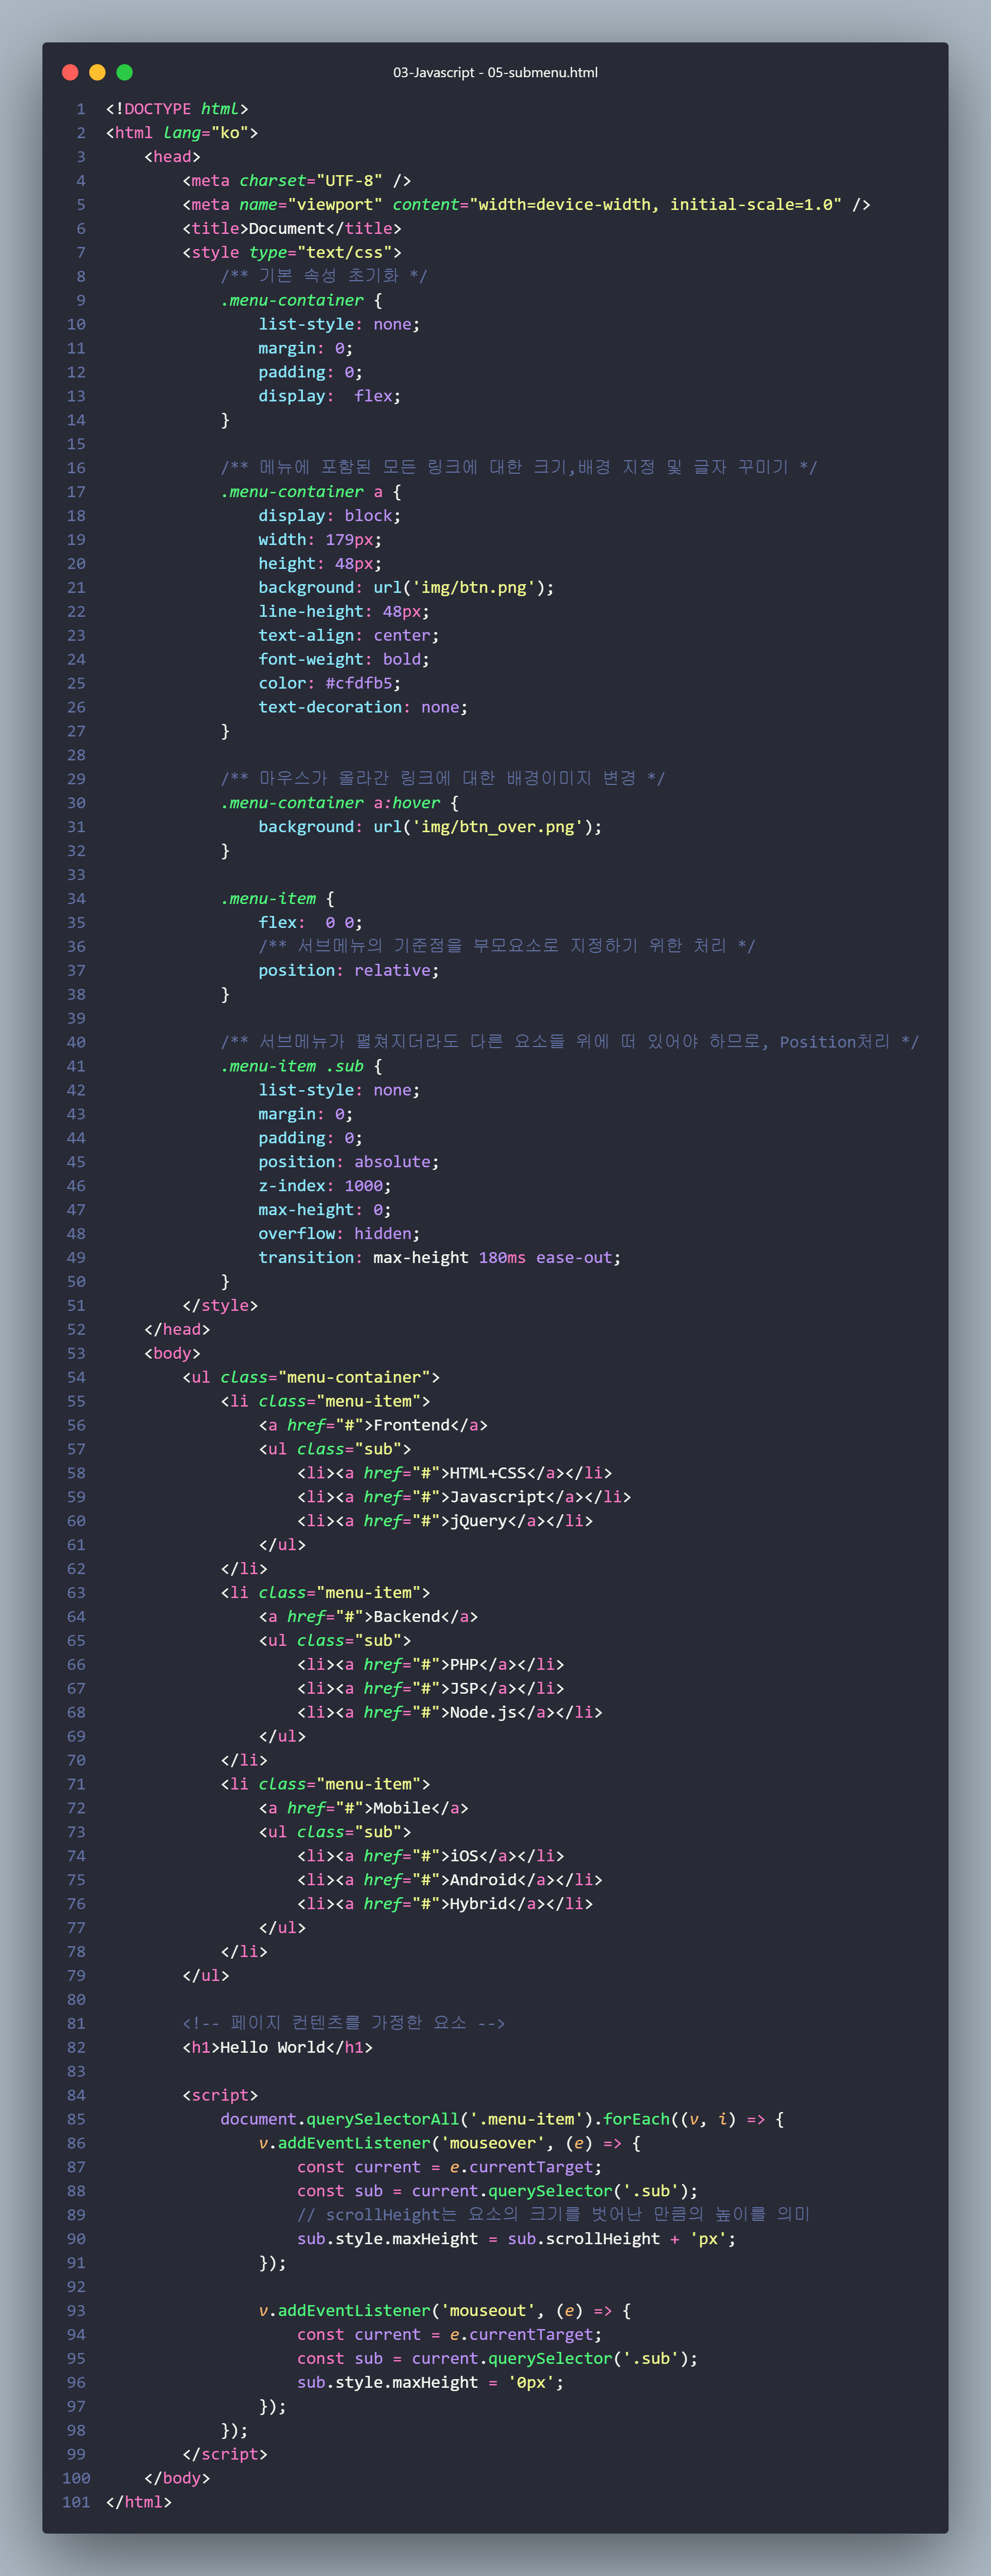 03-Javascript - 05-submenu.html
1 <!DOCTYPE html>
2 <html lang="ko">
3     <head>
4         <meta charset="UTF-8" />
5         <meta name="viewport" content="width=device-width, initial-scale=1.0" />
6         <title>Document</title>
7         <style type="text/css">
8             /** 기본 속성 초기화 */
9             .menu-container {
10                 list-style: none;
11                 margin: 0;
12                 padding: 0;
13                 display:  flex;
14             }
15
16             /** 메뉴에 포함된 모든 링크에 대한 크기,배경 지정 및 글자 꾸미기 */
17             .menu-container a {
18                 display: block;
19                 width: 179px;
20                 height: 48px;
21                 background: url('img/btn.png');
22                 line-height: 48px;
23                 text-align: center;
24                 font-weight: bold;
25                 color: #cfdfb5;
26                 text-decoration: none;
27             }
28
29             /** 마우스가 올라간 링크에 대한 배경이미지 변경 */
30             .menu-container a:hover {
31                 background: url('img/btn_over.png');
32             }
33
34             .menu-item {
35                 flex:  0 0;
36                 /** 서브메뉴의 기준점을 부모요소로 지정하기 위한 처리 */
37                 position: relative;
38             }
39
40             /** 서브메뉴가 펼쳐지더라도 다른 요소들 위에 떠 있어야 하므로, Position처리 */
41             .menu-item .sub {
42                 list-style: none;
43                 margin: 0;
44                 padding: 0;
45                 position: absolute;
46                 z-index: 1000;
47                 max-height: 0;
48                 overflow: hidden;
49                 transition: max-height 180ms ease-out;
50             }
51         </style>
52     </head>
53     <body>
54         <ul class="menu-container">
55             <li class="menu-item">
56                 <a href="#">Frontend</a>
57                 <ul class="sub">
58                     <li><a href="#">HTML+CSS</a></li>
59                     <li><a href="#">Javascript</a></li>
60                     <li><a href="#">jQuery</a></li>
61                 </ul>
62             </li>
63             <li class="menu-item">
64                 <a href="#">Backend</a>
65                 <ul class="sub">
66                     <li><a href="#">PHP</a></li>
67                     <li><a href="#">JSP</a></li>
68                     <li><a href="#">Node.js</a></li>
69                 </ul>
70             </li>
71             <li class="menu-item">
72                 <a href="#">Mobile</a>
73                 <ul class="sub">
74                     <li><a href="#">iOS</a></li>
75                     <li><a href="#">Android</a></li>
76                     <li><a href="#">Hybrid</a></li>
77                 </ul>
78             </li>
79         </ul>
80
81         <!-- 페이지 컨텐츠를 가정한 요소 -->
82         <h1>Hello World</h1>
83
84         <script>
85             document.querySelectorAll('.menu-item').forEach((v, i) => {
86                 v.addEventListener('mouseover', (e) => {
87                     const current = e.currentTarget;
88                     const sub = current.querySelector('.sub');
89                     // scrollHeight는 요소의 크기를 벗어난 만큼의 높이를 의미
90                     sub.style.maxHeight = sub.scrollHeight + 'px';
91                 });
92
93                 v.addEventListener('mouseout', (e) => {
94                     const current = e.currentTarget;
95                     const sub = current.querySelector('.sub');
96                     sub.style.maxHeight = '0px';
97                 });
98             });
99         </script>
100     </body>
101 </html>